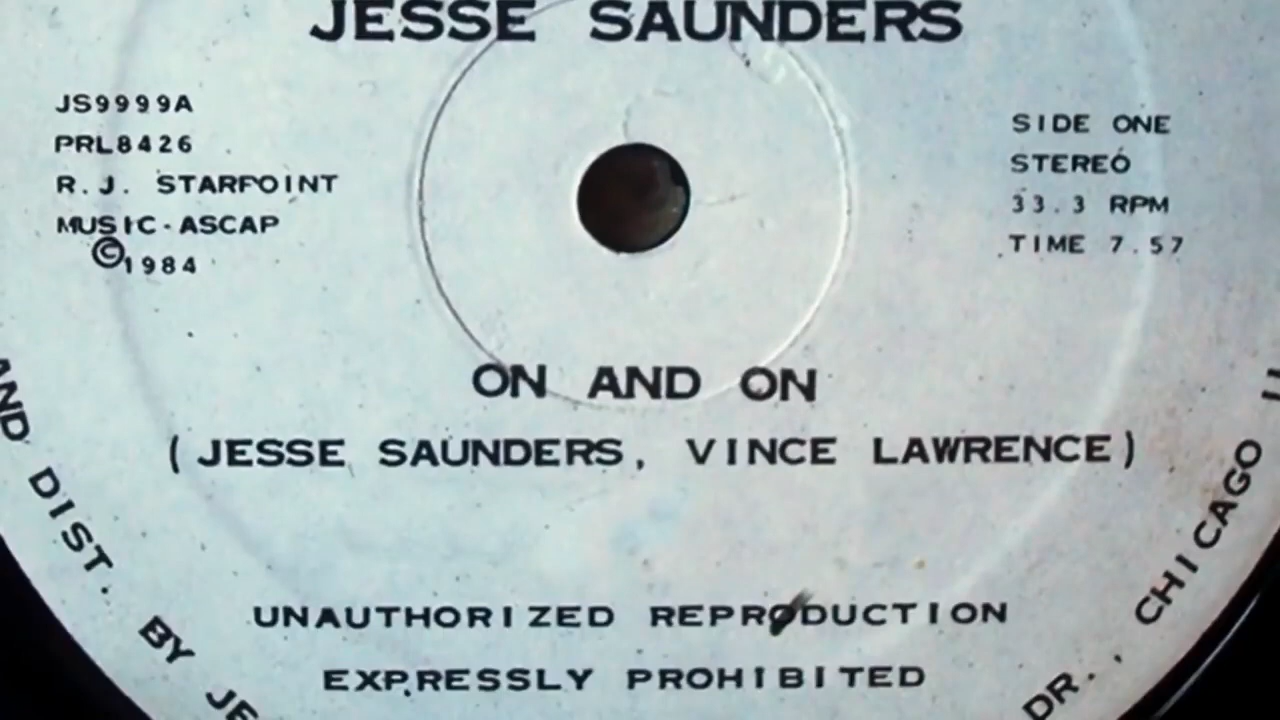 JESSE SAUNDERS
JS9999A
PRL8426
R.J. STARPOINT
MUSIC-ASCAP
©1984
SIDE ONE
STEREO
33.3 RPM
TIME 7.57
ON AND ON
(JESSE SAUNDERS, VINCE LAWRENCE)
UNAUTHORIZED REPRODUCTION
EXPRESSLY PROHIBITED
AND DIST. BY
DR., CHICAGO